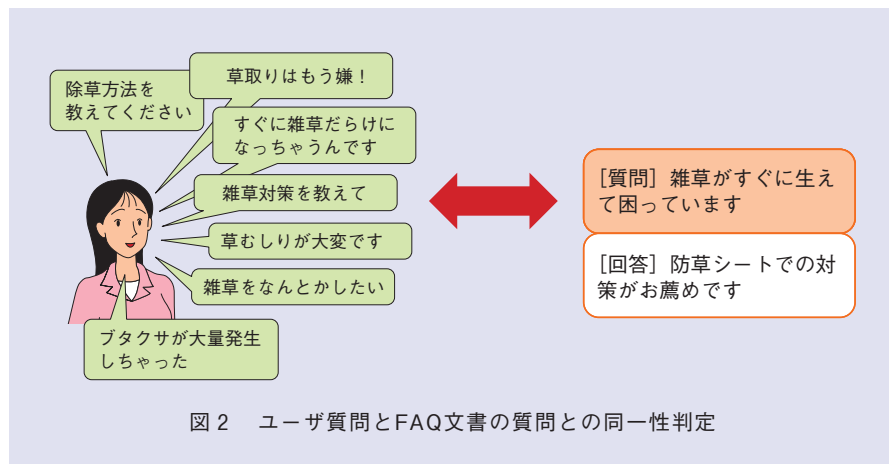 除草方法を
教えてください
草取りはもう嫌！
すぐに雑草だらけに
なっちゃうんです
雑草対策を教えて
草むしりが大変です
雑草をなんとかしたい
ブタクサが大量発生
しちゃった
［質問］雑草がすぐに生え
て困っています
［回答］防草シートでの対
策がお薦めです
図２　ユーザ質問とFAQ文書の質問との同一性判定